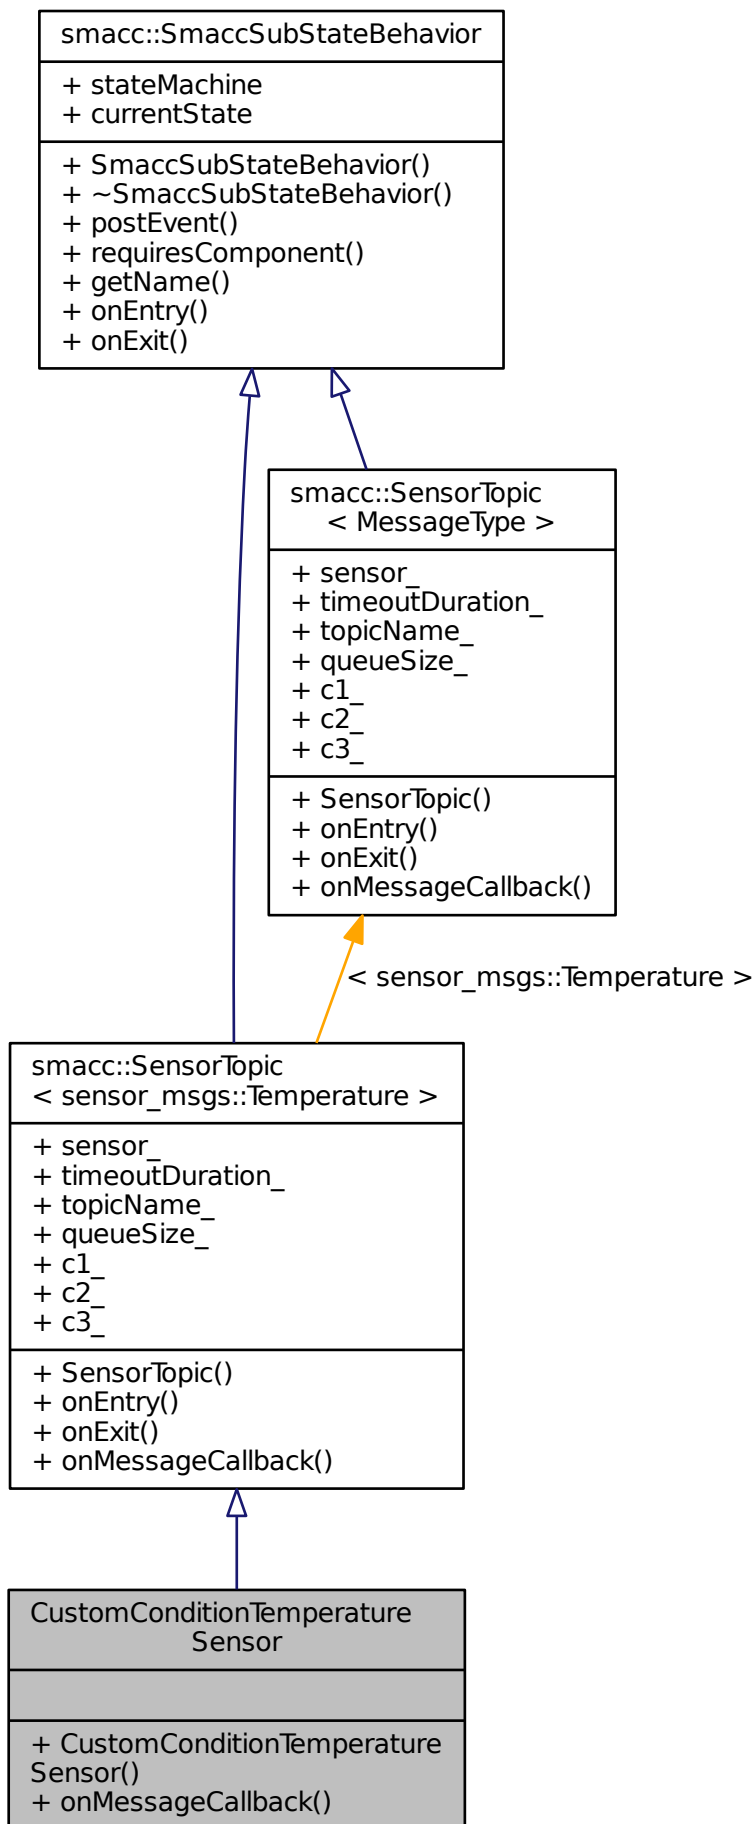 smacc::SmaccSubStateBehavior
+ stateMachine
+ currentState
+ SmaccSubStateBehavior()
+ ~SmaccSubStateBehavior()
+ postEvent()
+ requiresComponent()
+ getName()
+ onEntry()
+ onExit()
smacc::SensorTopic
< MessageType >
+ sensor_
+ timeoutDuration_
+ topicName_
+ queueSize_
+ c1_
+ c2_
+ c3_
+ SensorTopic()
+ onEntry()
+ onExit()
+ onMessageCallback()
< sensor_msgs::Temperature >
smacc::SensorTopic
< sensor_msgs::Temperature >
+ sensor_
+ timeoutDuration_
+ topicName_
+ queueSize_
+ c1_
+ c2_
+ c3_
+ SensorTopic()
+ onEntry()
+ onExit()
+ onMessageCallback()
CustomConditionTemperature
Sensor
+ CustomConditionTemperature
Sensor()
+ onMessageCallback()